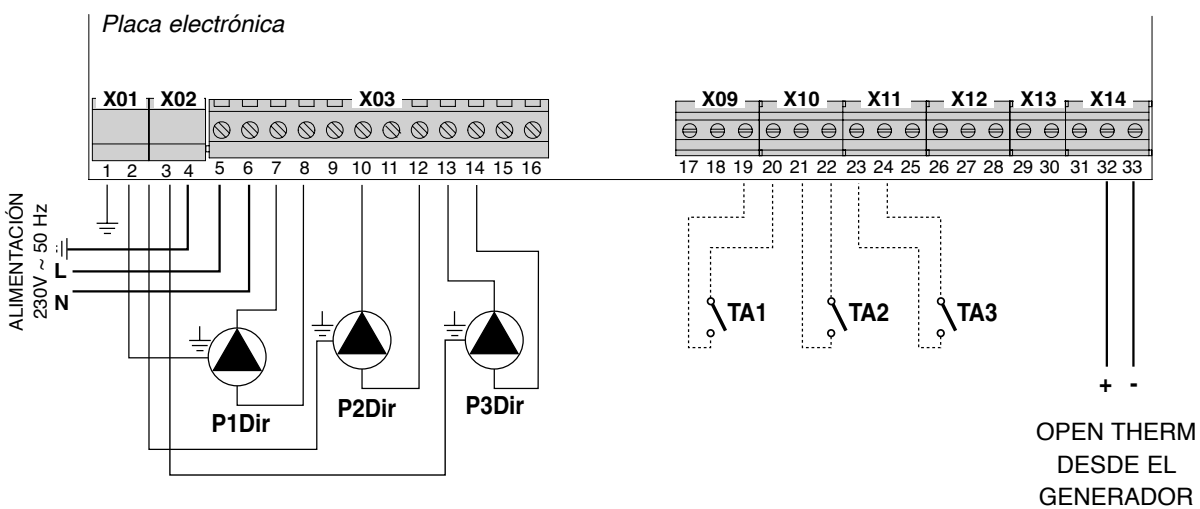 Placa electrónica
X01 X02 X03 X09 X10 X11 X12 X13 X14
1 2 3 4 5 6 7 8 9 10 11 12 13 14 15 16 17 18 19 20 21 22 23 24 25 26 27 28 29 30 31 32 33
ALIMENTACIÓN
230V ~ 50 Hz
L
N
TA1 TA2 TA3
P1Dir P2Dir P3Dir
+ -
OPEN THERM
DESDE EL
GENERADOR